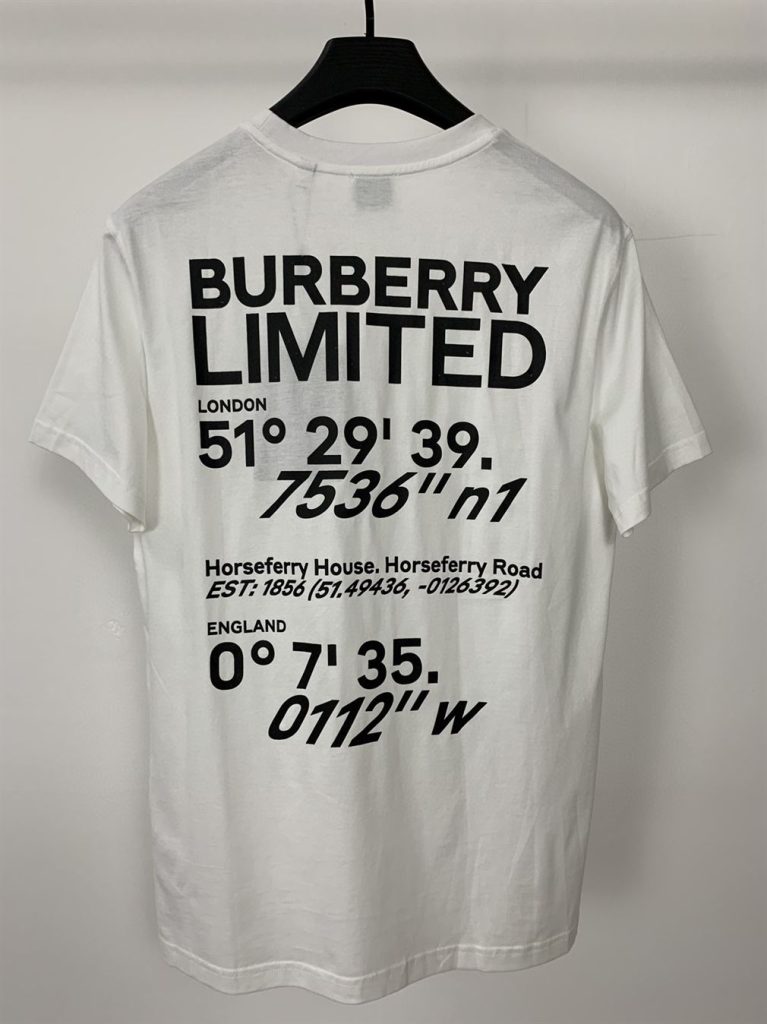 BURBERRY
LIMITED
LONDON
51° 29' 39.
7536"n1
Horseferry House. Horseferry Road
EST: 1856 (51.49436, -0126392)
ENGLAND
0° 7' 35.
0112"w